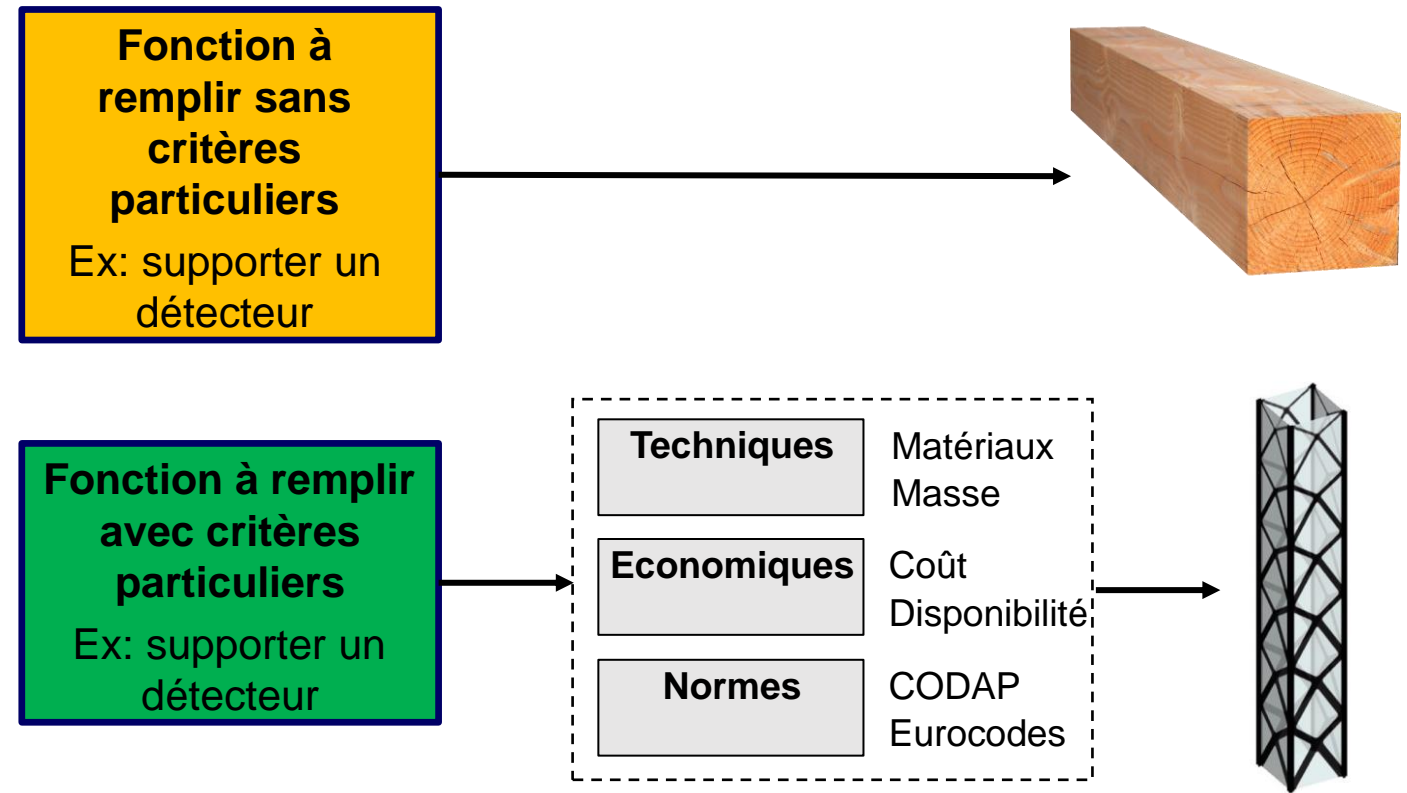 Fonction à
remplir sans
critères
particuliers
Ex: supporter un
détecteur
Fonction à remplir
avec critères
particuliers
Ex: supporter un
détecteur
Techniques
Matériaux
Masse
Economiques
Coût
Disponibilité
Normes
CODAP
Eurocodes